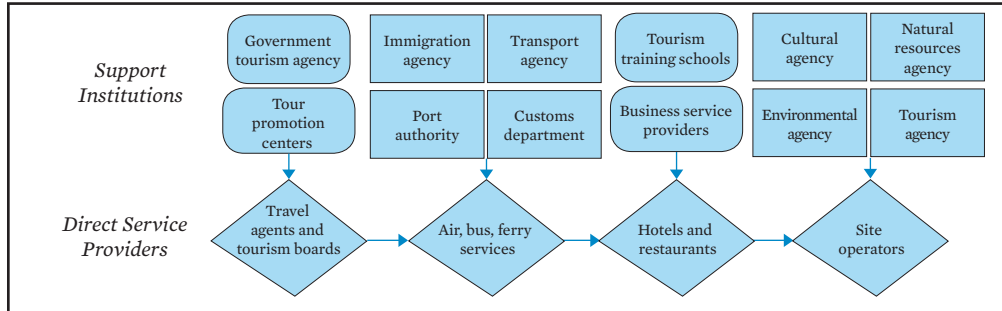 Support
Institutions
Government
tourism agency
Immigration
agency
Transport
agency
Tourism
training schools
Cultural
agency
Natural
resources
agency
Tour
promotion
centers
Port
authority
Customs
department
Business service
providers
Environmental
agency
Tourism
agency
Direct Service
Providers
Travel
agents and
tourism boards
Air, bus, ferry
services
Hotels and
restaurants
Site
operators